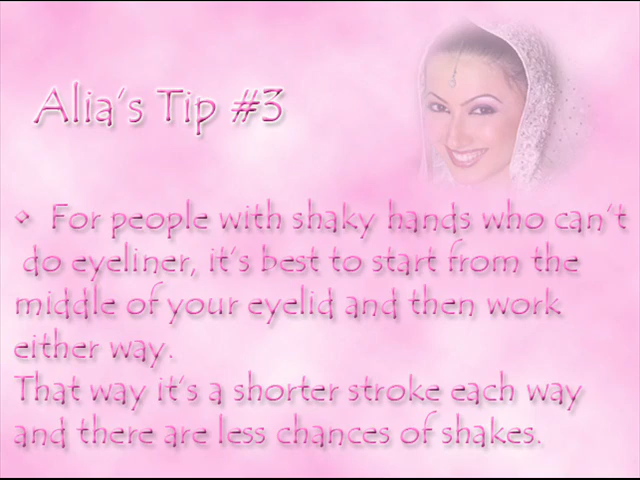 Alia's Tip #3
• For people with shaky hands who can't
do eyeliner, it's best to start from the
middle of your eyelid and then work
either way.
That way it's a shorter stroke each way
and there are less chances of shakes.